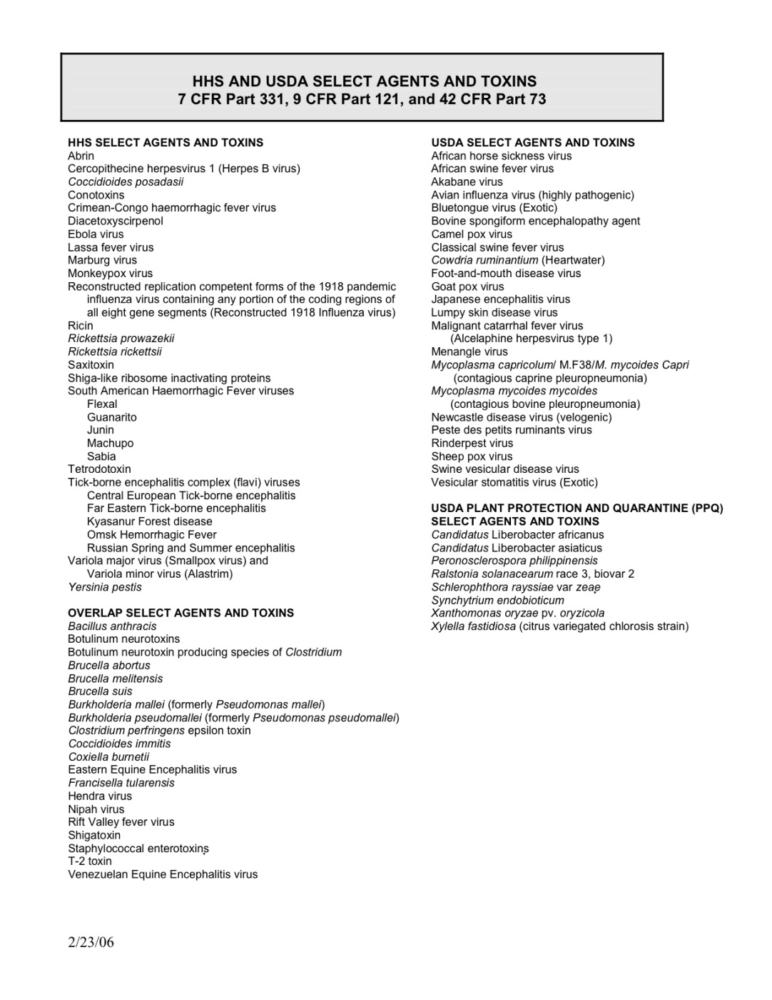 HHS AND USDA SELECT AGENTS AND TOXINS
7 CFR Part 331, 9 CFR Part 121, and 42 CFR Part 73
HHS SELECT AGENTS AND TOXINS
Abrin
Cercopithecine herpesvirus 1 (Herpes B virus)
Coccidioides posadasii
Conotoxins
Crimean-Congo haemorrhagic fever virus
Diacetoxyscirpenol
Ebola virus
Lassa fever virus
Marburg virus
Monkeypox virus
Reconstructed replication competent forms of the 1918 pandemic
influenza virus containing any portion of the coding regions of
all eight gene segments (Reconstructed 1918 Influenza virus)
Ricin
Rickettsia prowazekii
Rickettsia rickettsii
Saxitoxin
Shiga-like ribosome inactivating proteins
South American Haemorrhagic Fever viruses
Flexal
Guanarito
Junin
Machupo
Sabia
Tetrodotoxin
Tick-borne encephalitis complex (flavi) viruses
Central European Tick-borne encephalitis
Far Eastern Tick-borne encephalitis
Kyasanur Forest disease
Omsk Hemorrhagic Fever
Russian Spring and Summer encephalitis
Variola major virus (Smallpox virus) and
Variola minor virus (Alastrim)
Yersinia pestis
OVERLAP SELECT AGENTS AND TOXINS
Bacillus anthracis
Botulinum neurotoxins
Botulinum neurotoxin producing species of Clostridium
Brucella abortus
Brucella melitensis
Brucella suis
Burkholderia mallei (formerly Pseudomonas mallei)
Burkholderia pseudomallei (formerly Pseudomonas pseudomallei)
Clostridium perfringens epsilon toxin
Coccidioides immitis
Coxiella burnetii
Eastern Equine Encephalitis virus
Francisella tularensis
Hendra virus
Nipah virus
Rift Valley fever virus
Shigatoxin
Staphylococcal enterotoxins
T-2 toxin
Venezuelan Equine Encephalitis virus
USDA SELECT AGENTS AND TOXINS
African horse sickness virus
African swine fever virus
Akabane virus
Avian influenza virus (highly pathogenic)
Bluetongue virus (Exotic)
Bovine spongiform encephalopathy agent
Camel pox virus
Classical swine fever virus
Cowdria ruminantium (Heartwater)
Foot-and-mouth disease virus
Goat pox virus
Japanese encephalitis virus
Lumpy skin disease virus
Malignant catarrhal fever virus
(Alcelaphine herpesvirus type 1)
Menangle virus
Mycoplasma capricolum/ M.F38/M. mycoides Capri
(contagious caprine pleuropneumonia)
Mycoplasma mycoides mycoides
(contagious bovine pleuropneumonia)
Newcastle disease virus (velogenic)
Peste des petits ruminants virus
Rinderpest virus
Sheep pox virus
Swine vesicular disease virus
Vesicular stomatitis virus (Exotic)
USDA PLANT PROTECTION AND QUARANTINE (PPQ)
SELECT AGENTS AND TOXINS
Candidatus Liberobacter africanus
Candidatus Liberobacter asiaticus
Peronosclerospora philippinensis
Ralstonia solanacearum race 3, biovar 2
Schlerophthora rayssiae var zeae
Synchytrium endobioticum
Xanthomonas oryzae pv. oryzicola
Xylella fastidiosa (citrus variegated chlorosis strain)
2/23/06